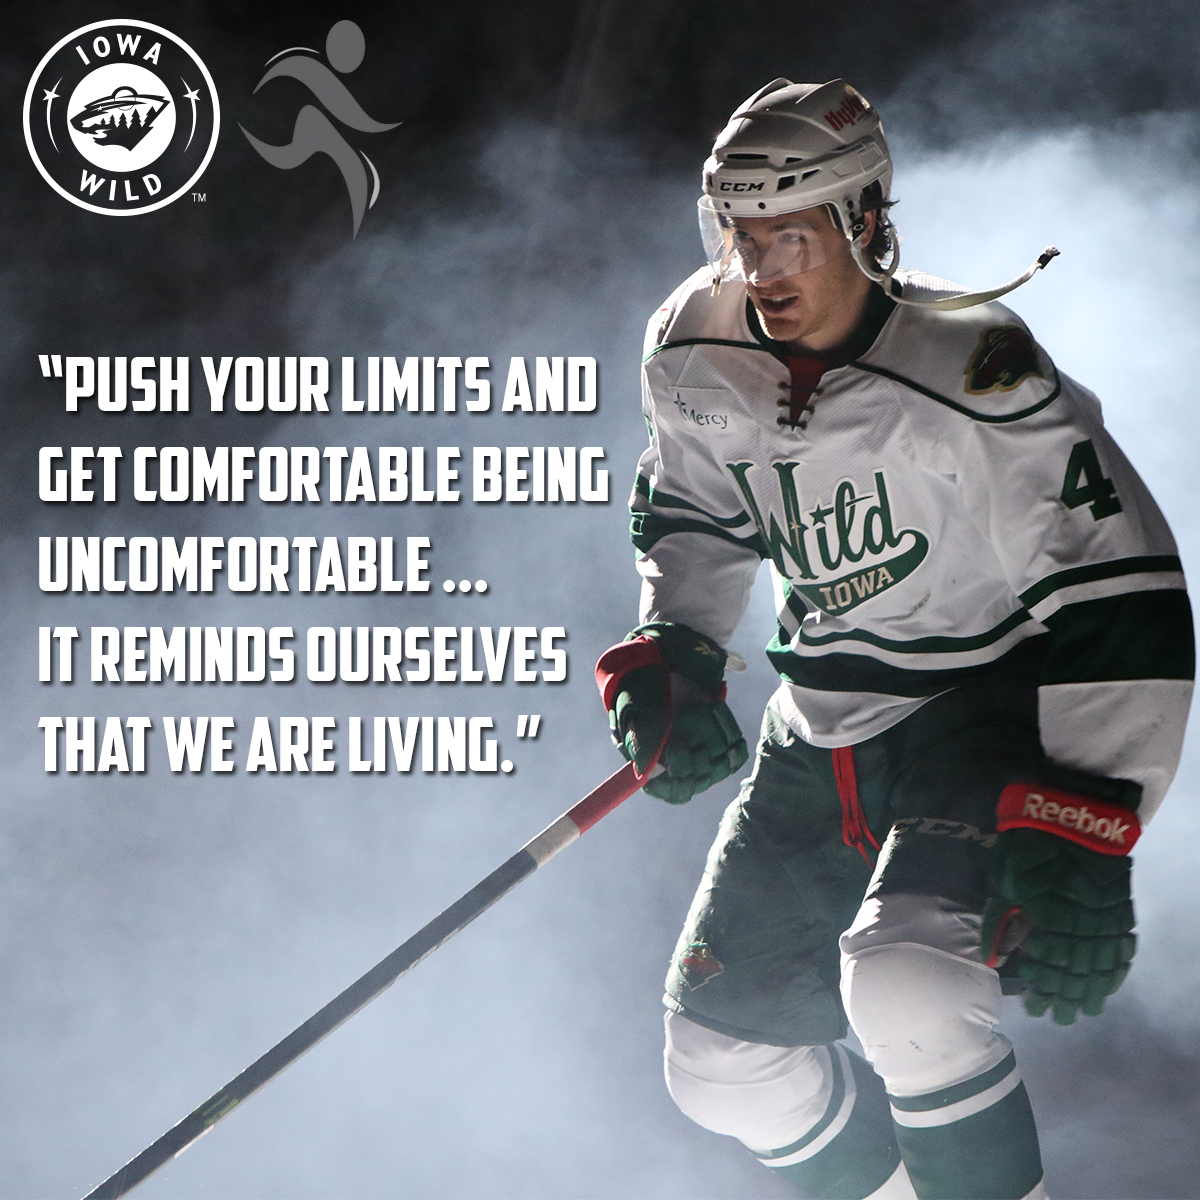 IOWA
WILD
TM
“PUSH YOUR LIMITS AND
GET COMFORTABLE BEING
UNCOMFORTABLE ...
IT REMINDS OURSELVES
THAT WE ARE LIVING.”
HyVee
CCM
Mercy
4
Wild
IOWA
Reebok
CCM